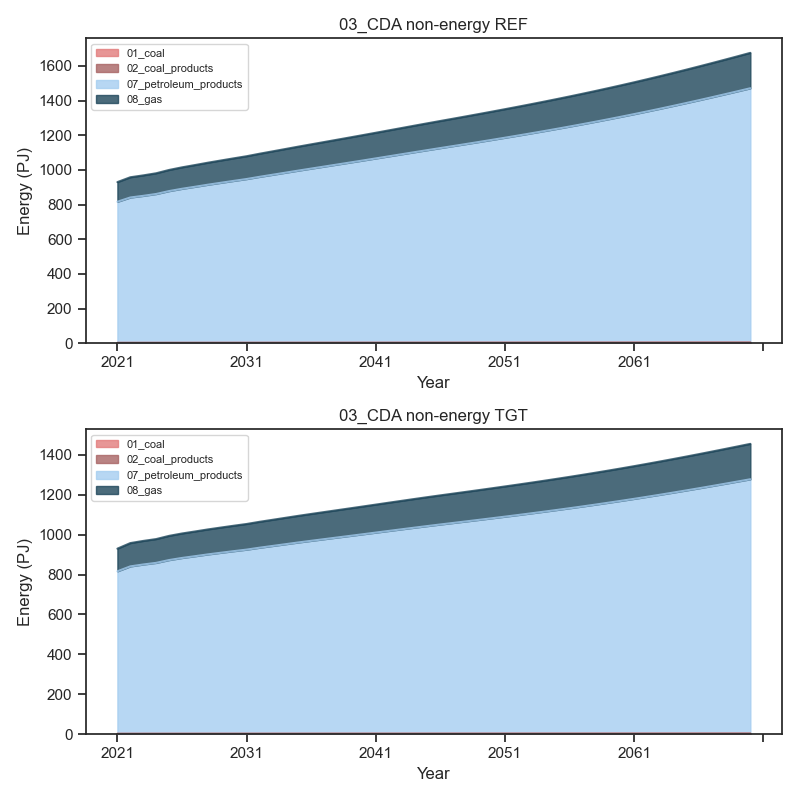 03_CDA non-energy REF
01_coal
02_coal_products
07_petroleum_products
08_gas
1600
1400
1200
1000
800
600
400
200
0
Energy (PJ)
2021 2031 2041 2051 2061
Year
03_CDA non-energy TGT
01_coal
02_coal_products
07_petroleum_products
08_gas
1400
1200
1000
800
600
400
200
0
Energy (PJ)
2021 2031 2041 2051 2061
Year